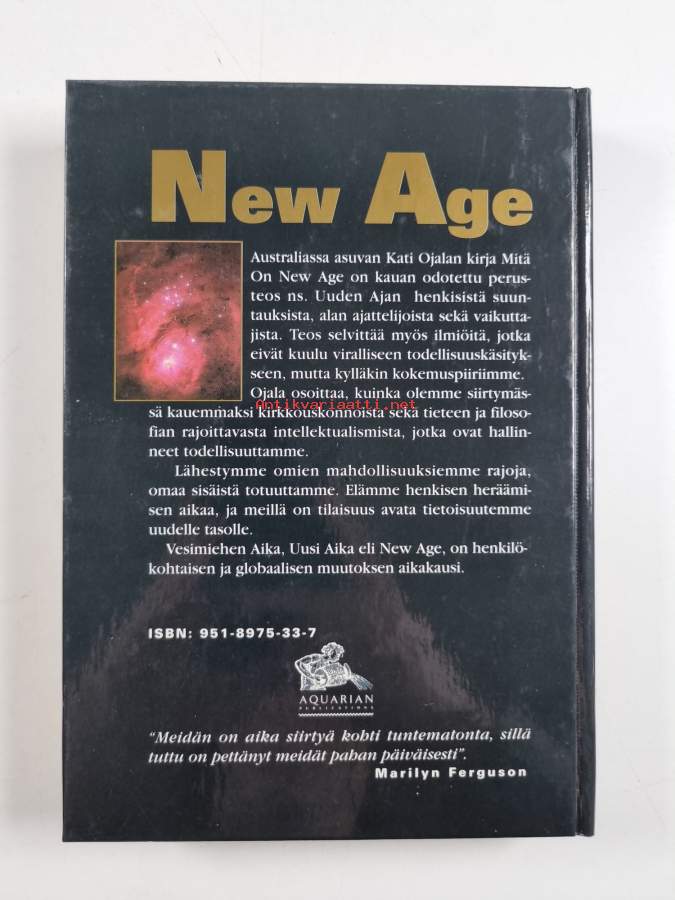 New Age
Australiassa asuvan Kati Ojalan kirja Mitä
On New Age on kauan odotettu perus-
teos ns. Uuden Ajan henkisistä suun-
tauksista, alan ajattelijoista sekä vaikutta-
jista. Teos selvittää myös ilmiöitä, jotka
eivät kuulu viralliseen todellisuuskäsityk-
seen, mutta kylläkin kokemuspiiriimme.
Ojala osoittaa, kuinka olemme siirtymäs-
Antikvariaatti.net
sä kauemmaksi kirkkouskonnoista sekä tieteen ja filoso-
fian rajoittavasta intellektualismista, jotka ovat hallin-
neet todellisuuttamme.
Lähestymme omien mahdollisuuksiemme rajoja,
omaa sisäistä totuuttamme. Elämme henkisen heräämi-
sen aikaa, ja meillä on tilaisuus avata tietoisuutemme
uudelle tasolle.
Vesimiehen Aika, Uusi Aika eli New Age, on henkilö-
kohtaisen ja globaalisen muutoksen aikakausi.
ISBN: 951-8975-33-7
AQUARIAN
PUBLICATIONS
"Meidän on aika siirtyä kohti tuntematonta, sillä
tuttu on pettänyt meidät pahan päiväisesti".
Marilyn Ferguson